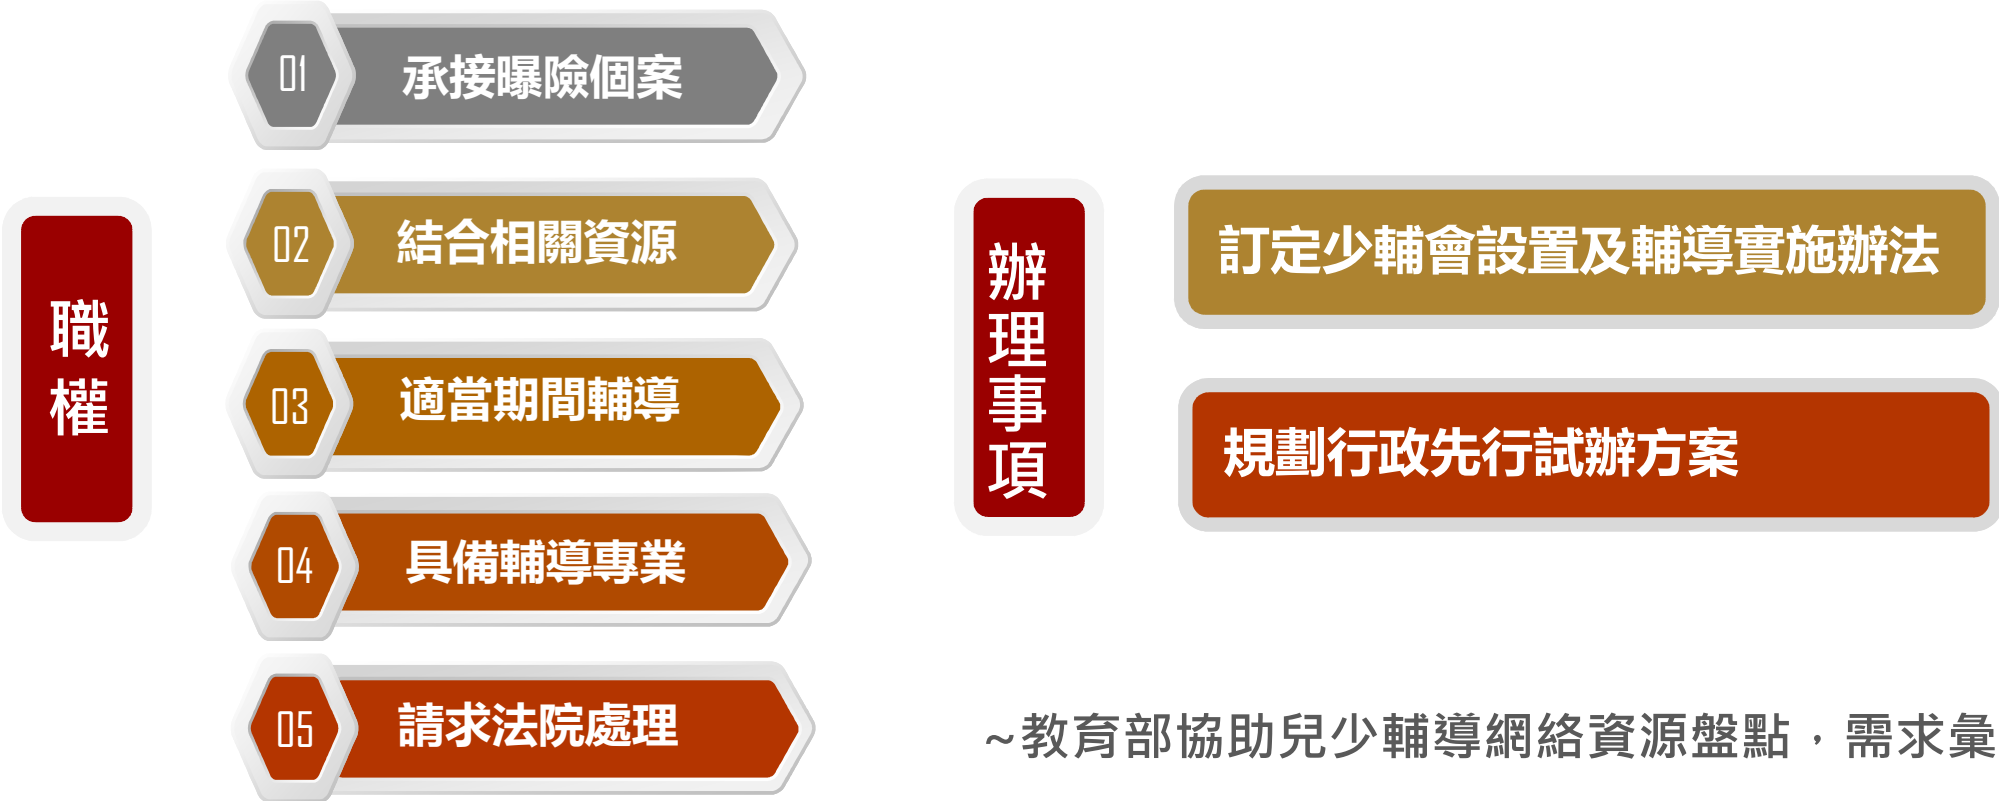 職權
01 承接曝險個案
02 結合相關資源
03 適當期間輔導
04 具備輔導專業
05 請求法院處理
辦理事項
訂定少輔會設置及輔導實施辦法
規劃行政先行試辦方案
~教育部協助兒少輔導網絡資源盤點，需求彙